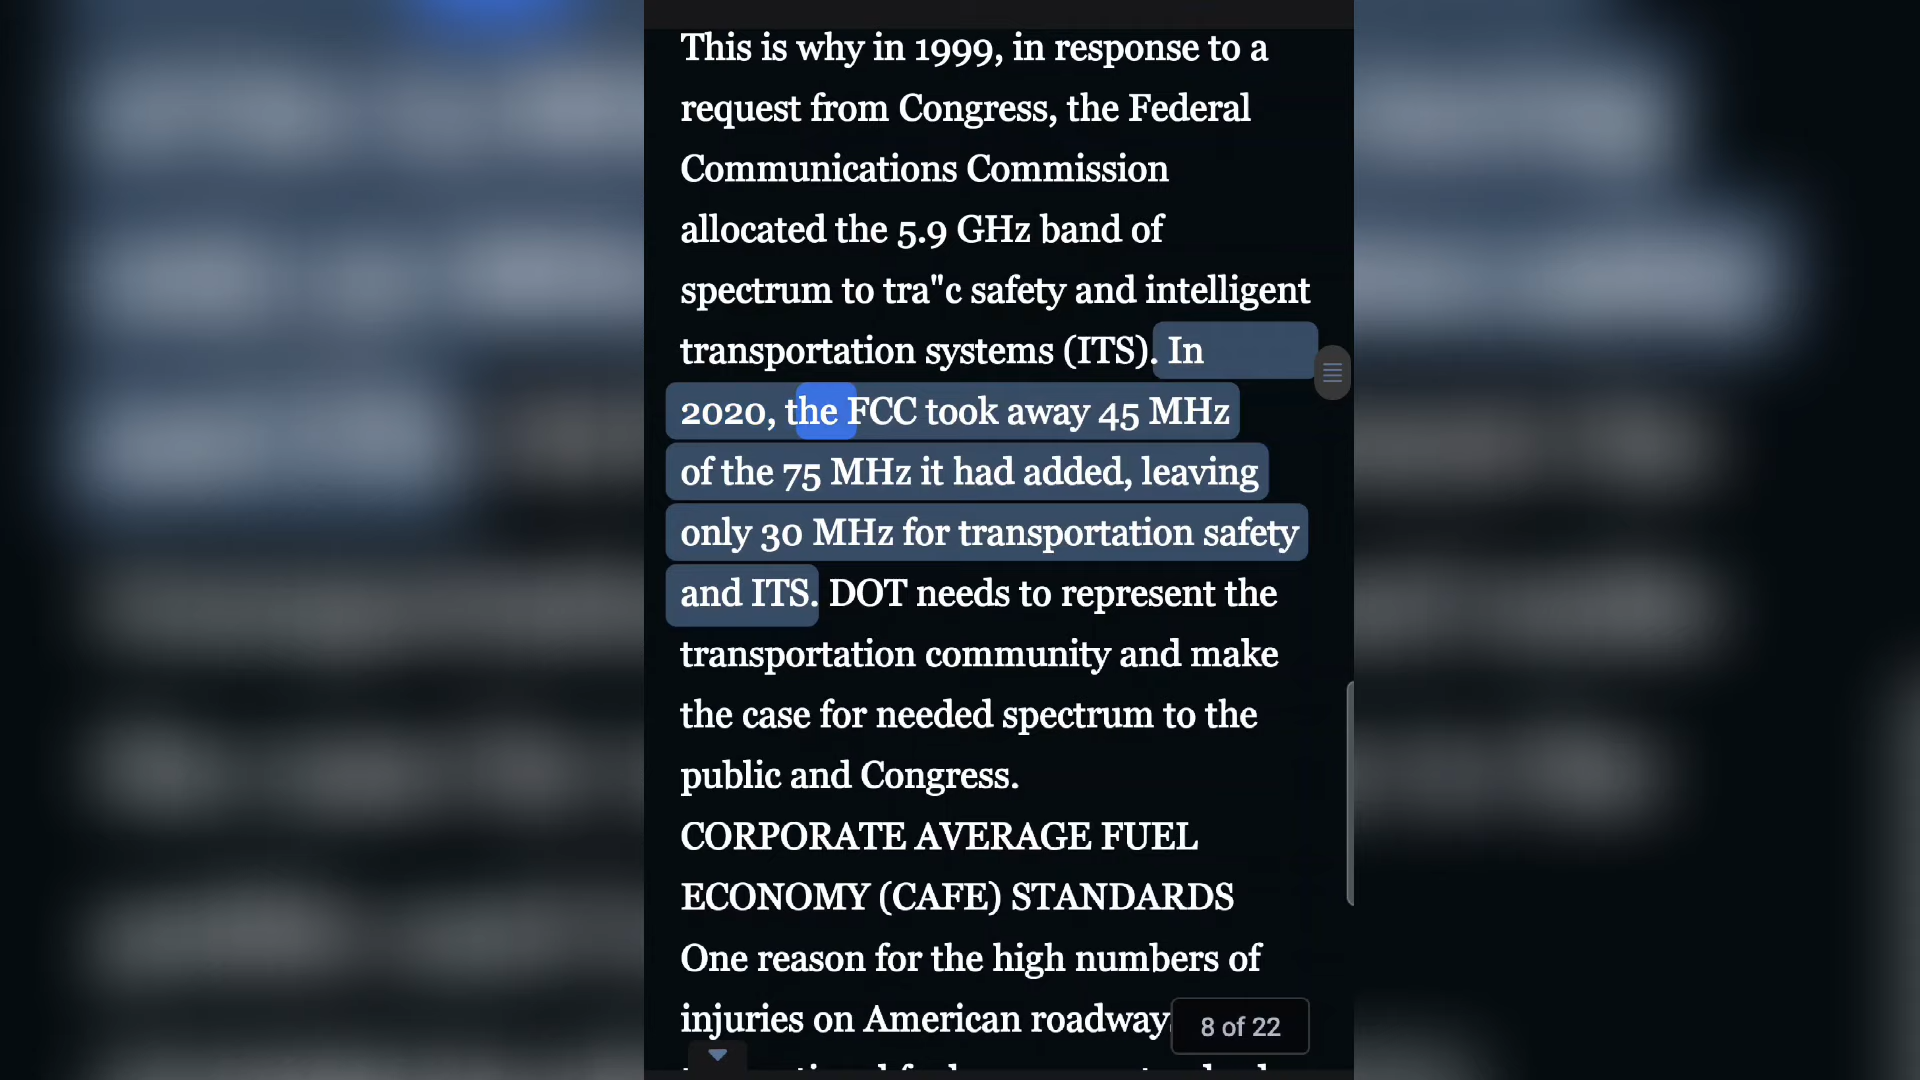 This is why in 1999, in response to a
request from Congress, the Federal
Communications Commission
allocated the 5.9 GHz band of
spectrum to tra"c safety and intelligent
transportation systems (ITS). In
2020, the FCC took away 45 MHz
of the 75 MHz it had added, leaving
only 30 MHz for transportation safety
and ITS. DOT needs to represent the
transportation community and make
the case for needed spectrum to the
public and Congress.
CORPORATE AVERAGE FUEL
ECONOMY (CAFE) STANDARDS
One reason for the high numbers of
injuries on American roadway
8 of 22